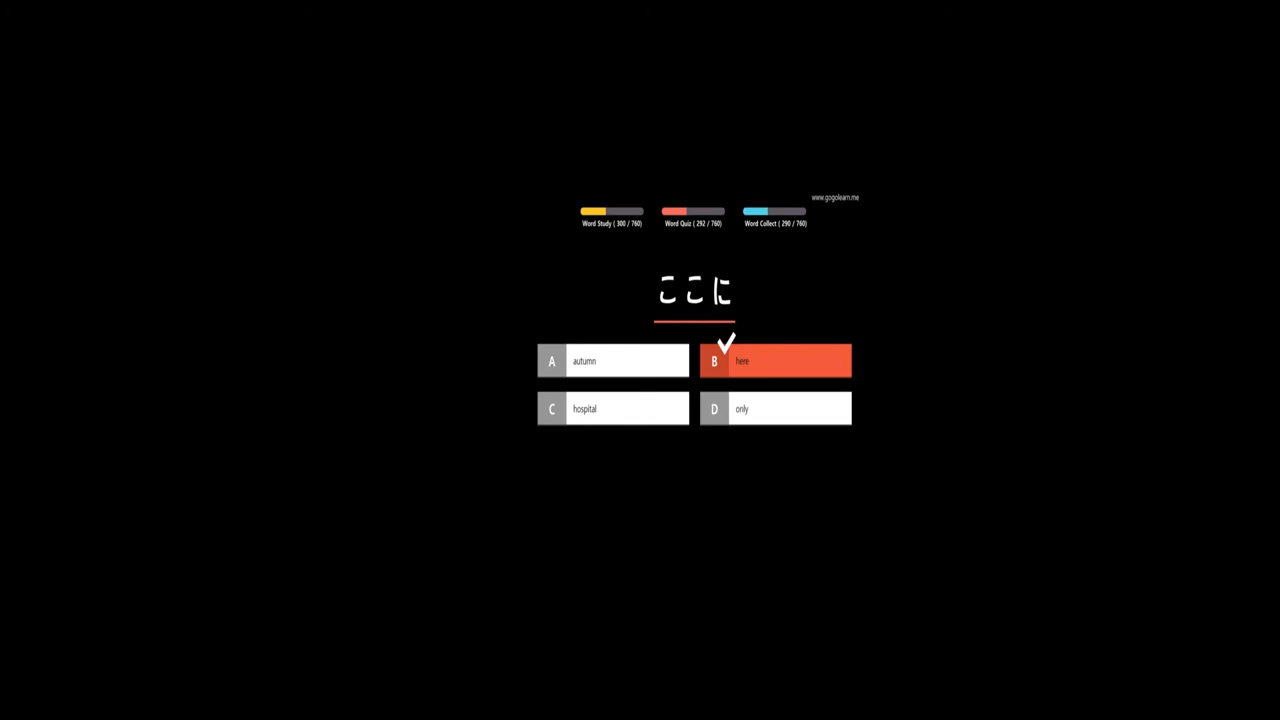 www.gogolearn.me
Word Study ( 300 / 760)
Word Quiz ( 292 / 760)
Word Collect ( 290 / 760)
ここに
A autumn
B here
C hospital
D only